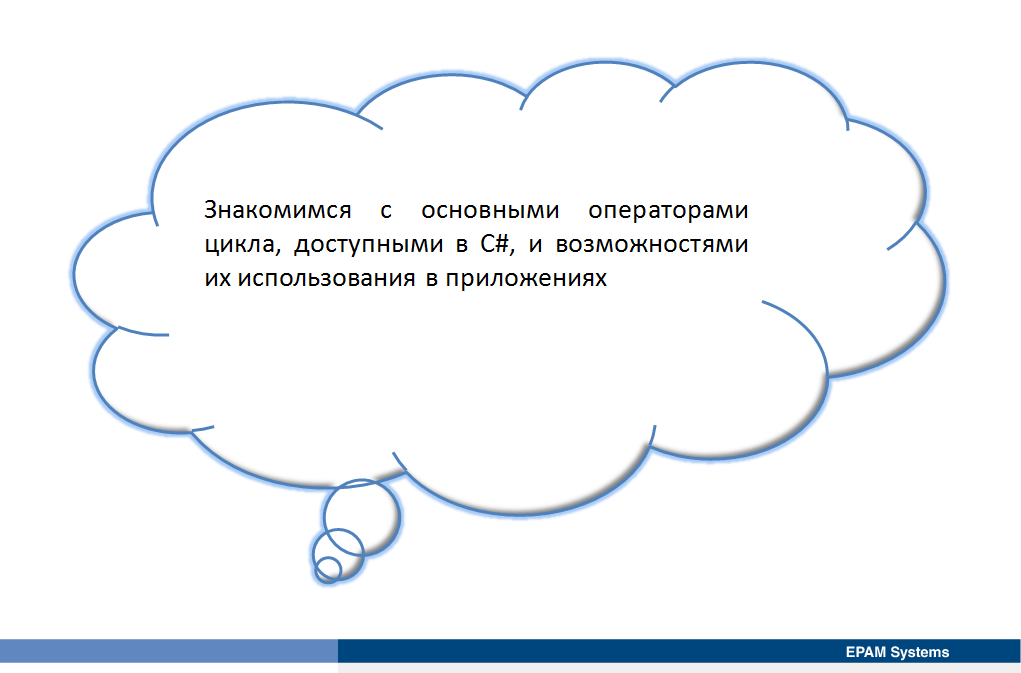 Знакомимся с основными операторами
цикла, доступными в C#, и возможностями
их использования в приложениях
EPAM Systems